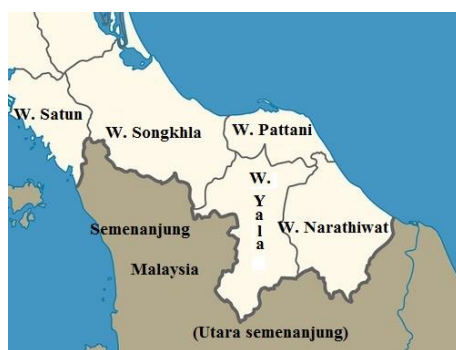 W. Satun
W. Songkhla
W. Pattani
W.
Y
a
l
a
W. Narathiwat
Semenanjung
Malaysia
(Utara semenanjung)